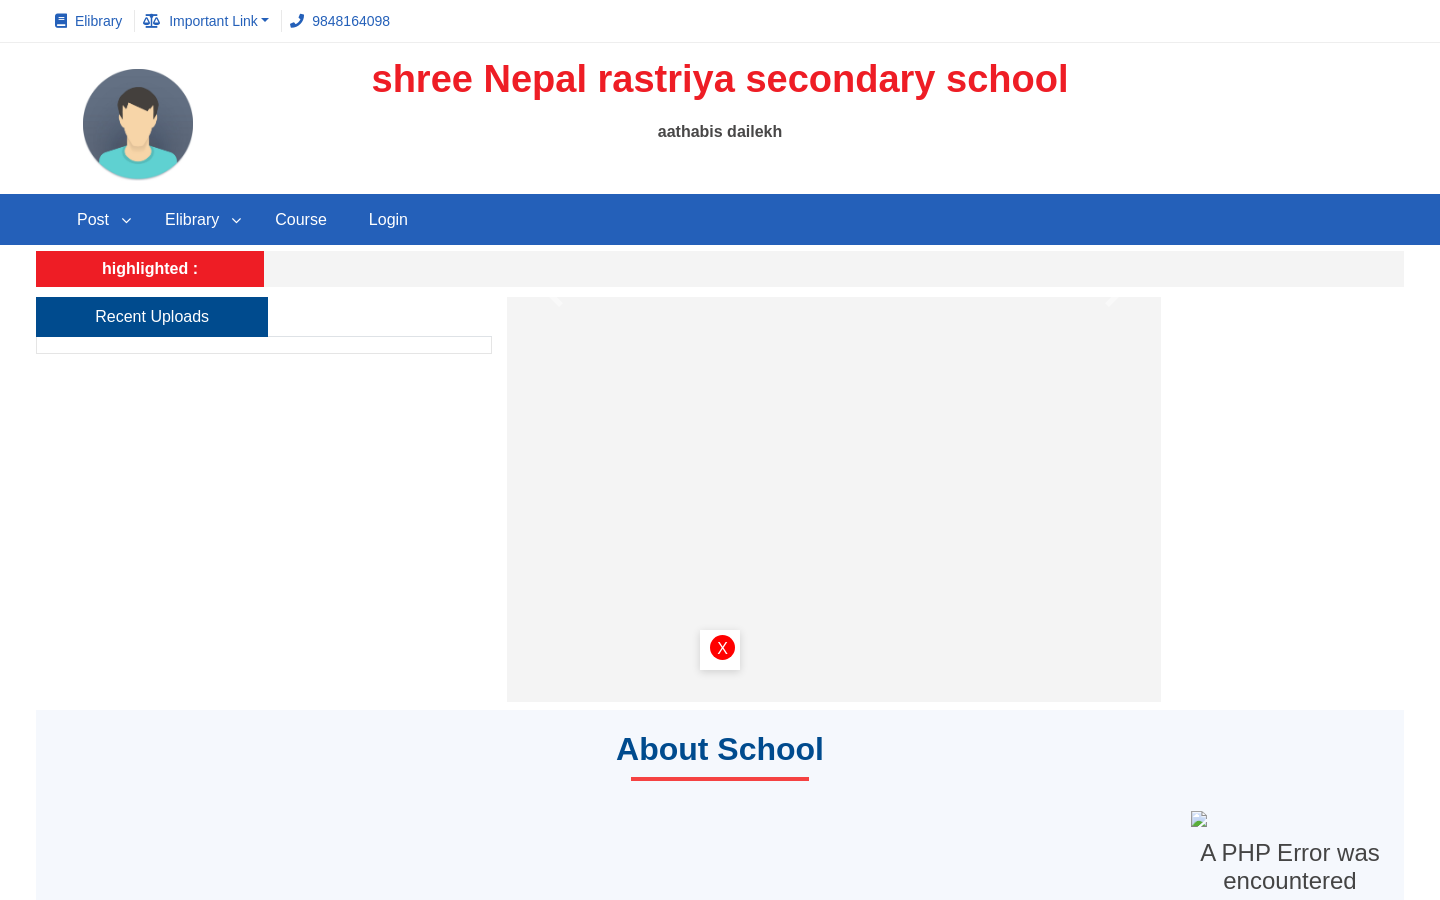 Elibrary
Important Link
9848164098
shree Nepal rastriya secondary school
aathabis dailekh
Post
Elibrary
Course
Login
highlighted :
Recent Uploads
X
About School
A PHP Error was
encountered